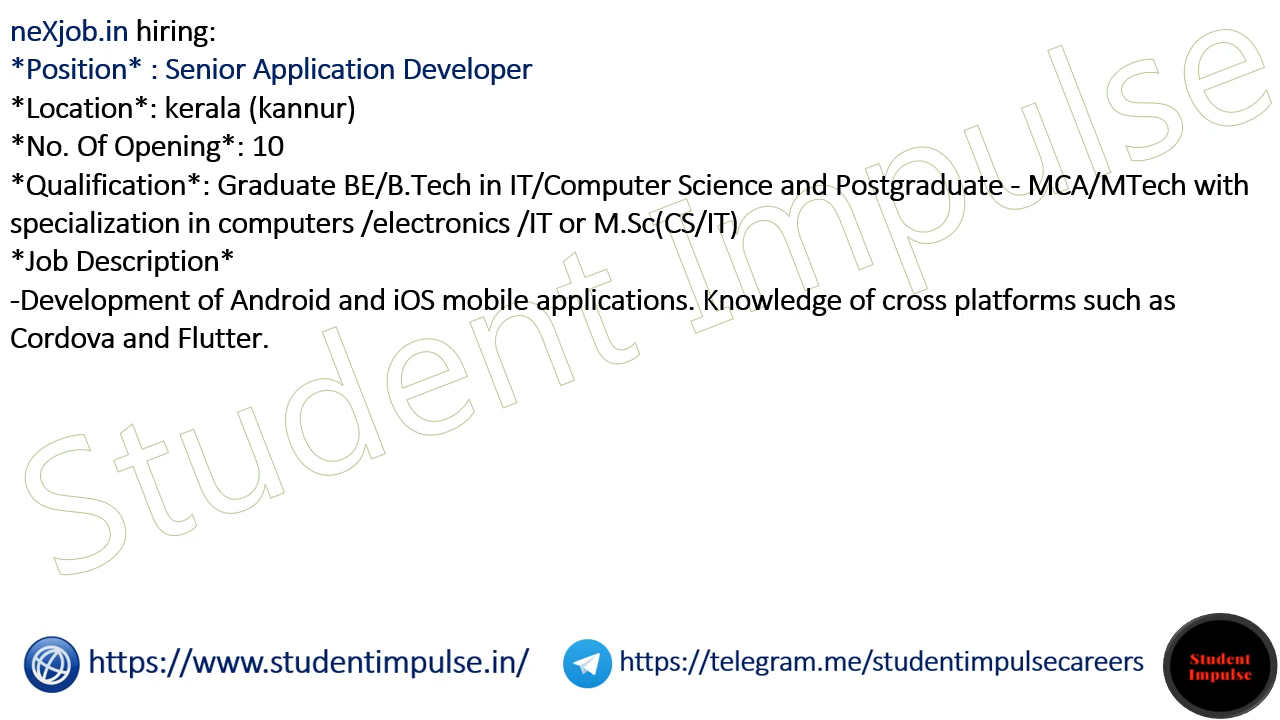 neXjob.in hiring:
*Position* : Senior Application Developer
*Location*: kerala (kannur)
*No. Of Opening*: 10
*Qualification*: Graduate BE/B.Tech in IT/Computer Science and Postgraduate - MCA/MTech with
specialization in computers /electronics /IT or M.Sc(CS/IT)
*Job Description*
-Development of Android and iOS mobile applications. Knowledge of cross platforms such as
Cordova and Flutter.
Student Impulse
https://www.studentimpulse.in/
https://telegram.me/studentimpulsecareers
Student
Impulse